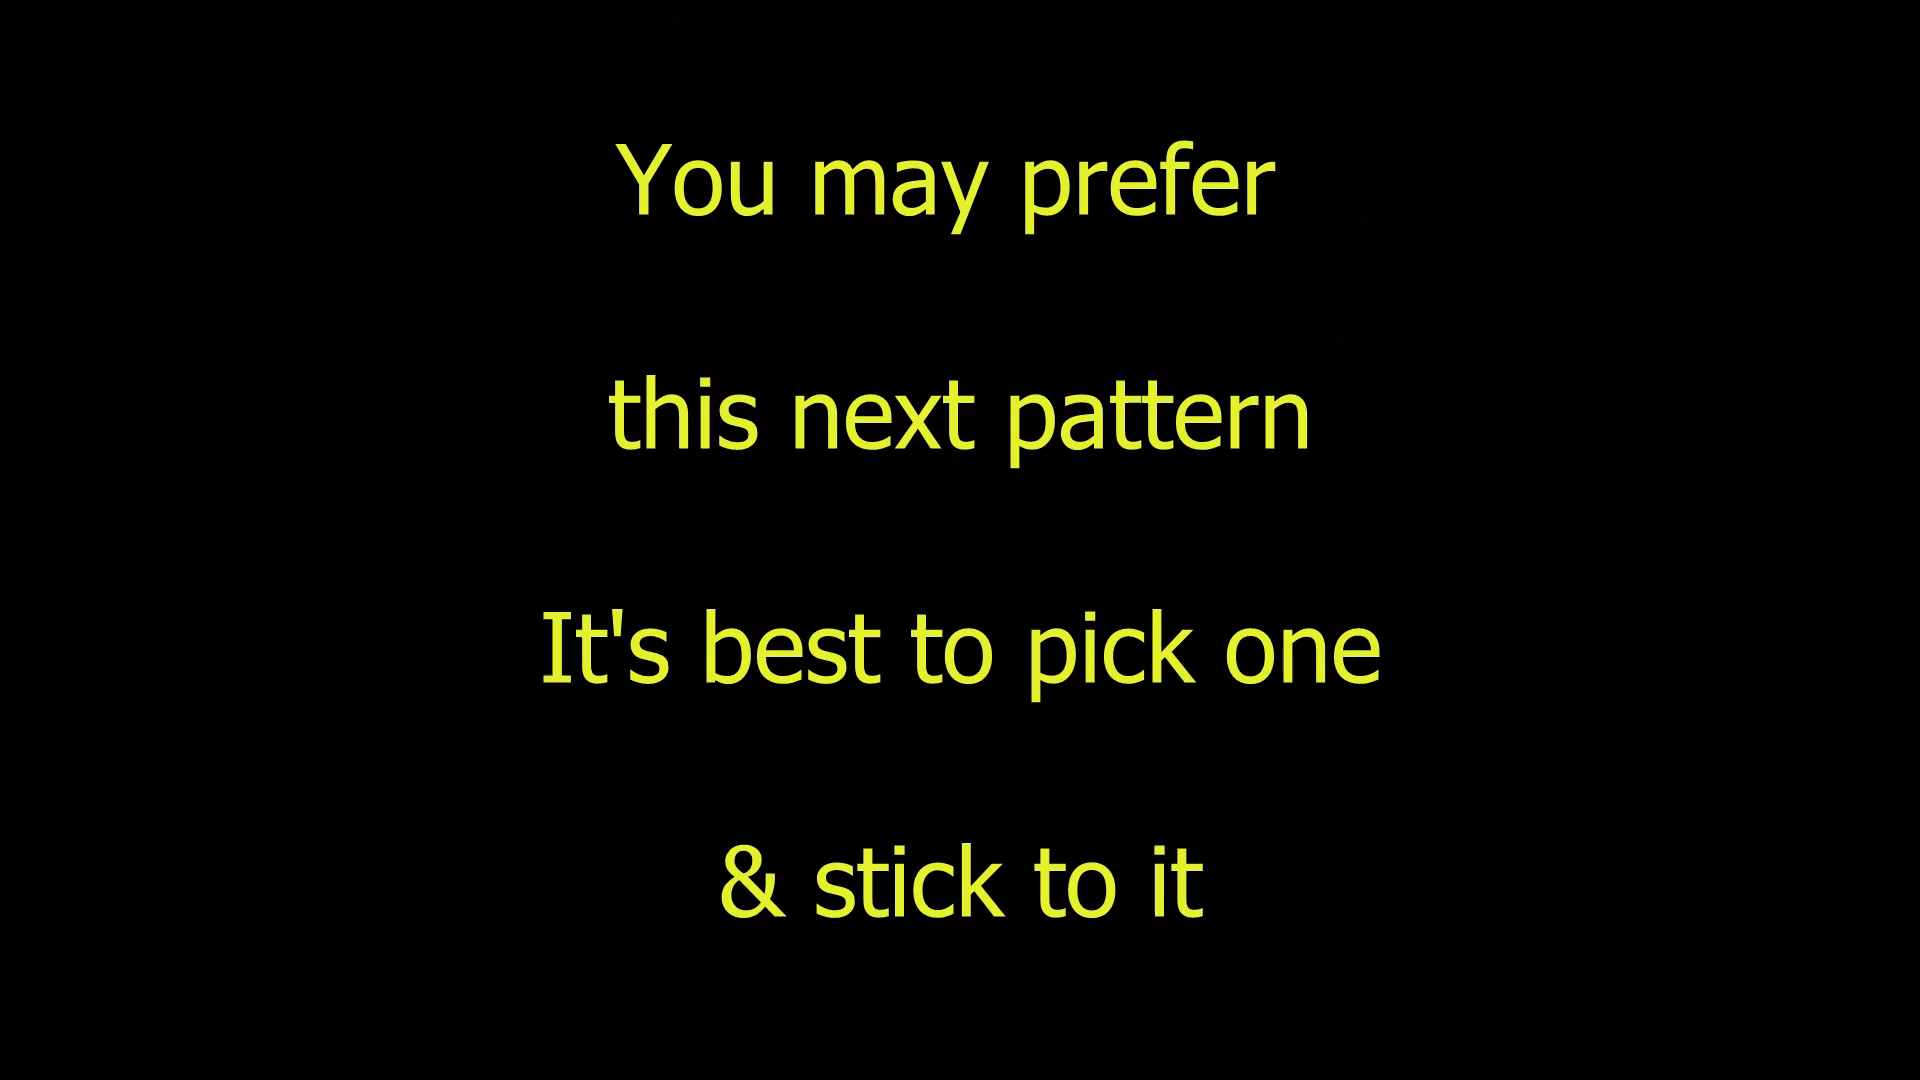 You may prefer
this next pattern
It's best to pick one
& stick to it